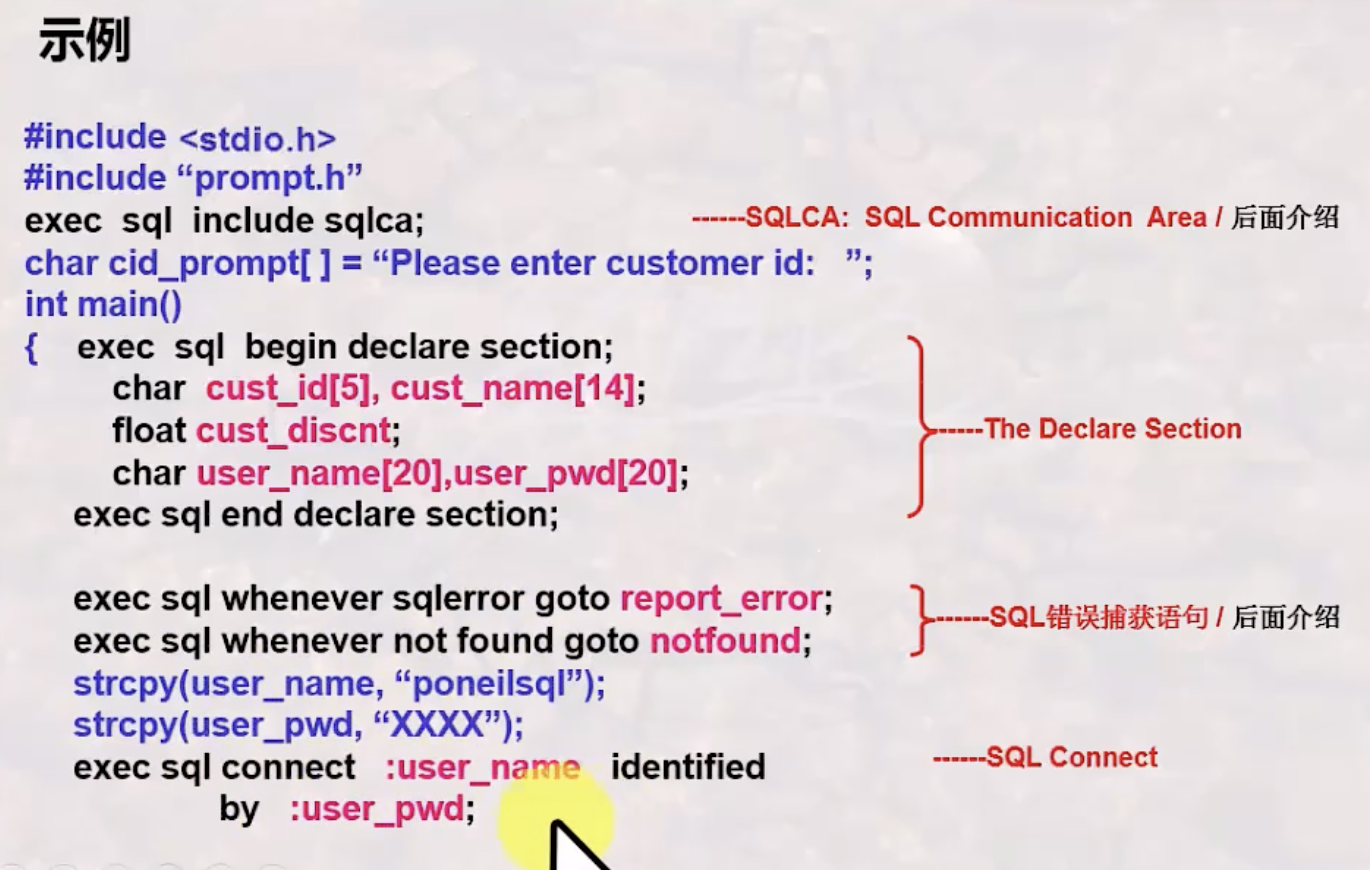 示例
#include <stdio.h>
#include “prompt.h”
exec sql include sqlca; ------SQLCA: SQL Communication Area / 后面介绍
char cid_prompt[ ] = “Please enter customer id: ”;
int main()
{ exec sql begin declare section;
char cust_id[5], cust_name[14];
float cust_discnt; ------The Declare Section
char user_name[20],user_pwd[20];
exec sql end declare section;
exec sql whenever sqlerror goto report_error; ------SQL错误捕获语句 / 后面介绍
exec sql whenever not found goto notfound;
strcpy(user_name, “poneilsql”);
strcpy(user_pwd, “XXXX”);
exec sql connect :user_name identified ------SQL Connect
by :user_pwd;